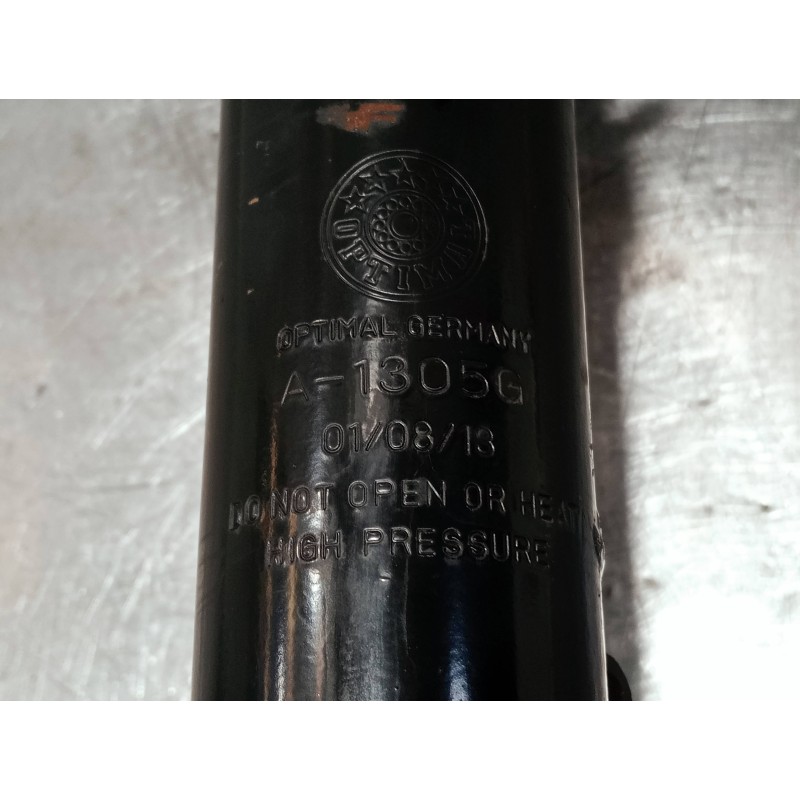 OPTIMAL
OPTIMAL GERMANY
A-1305G
01/08/13
DO NOT OPEN OR HEAT
HIGH PRESSURE